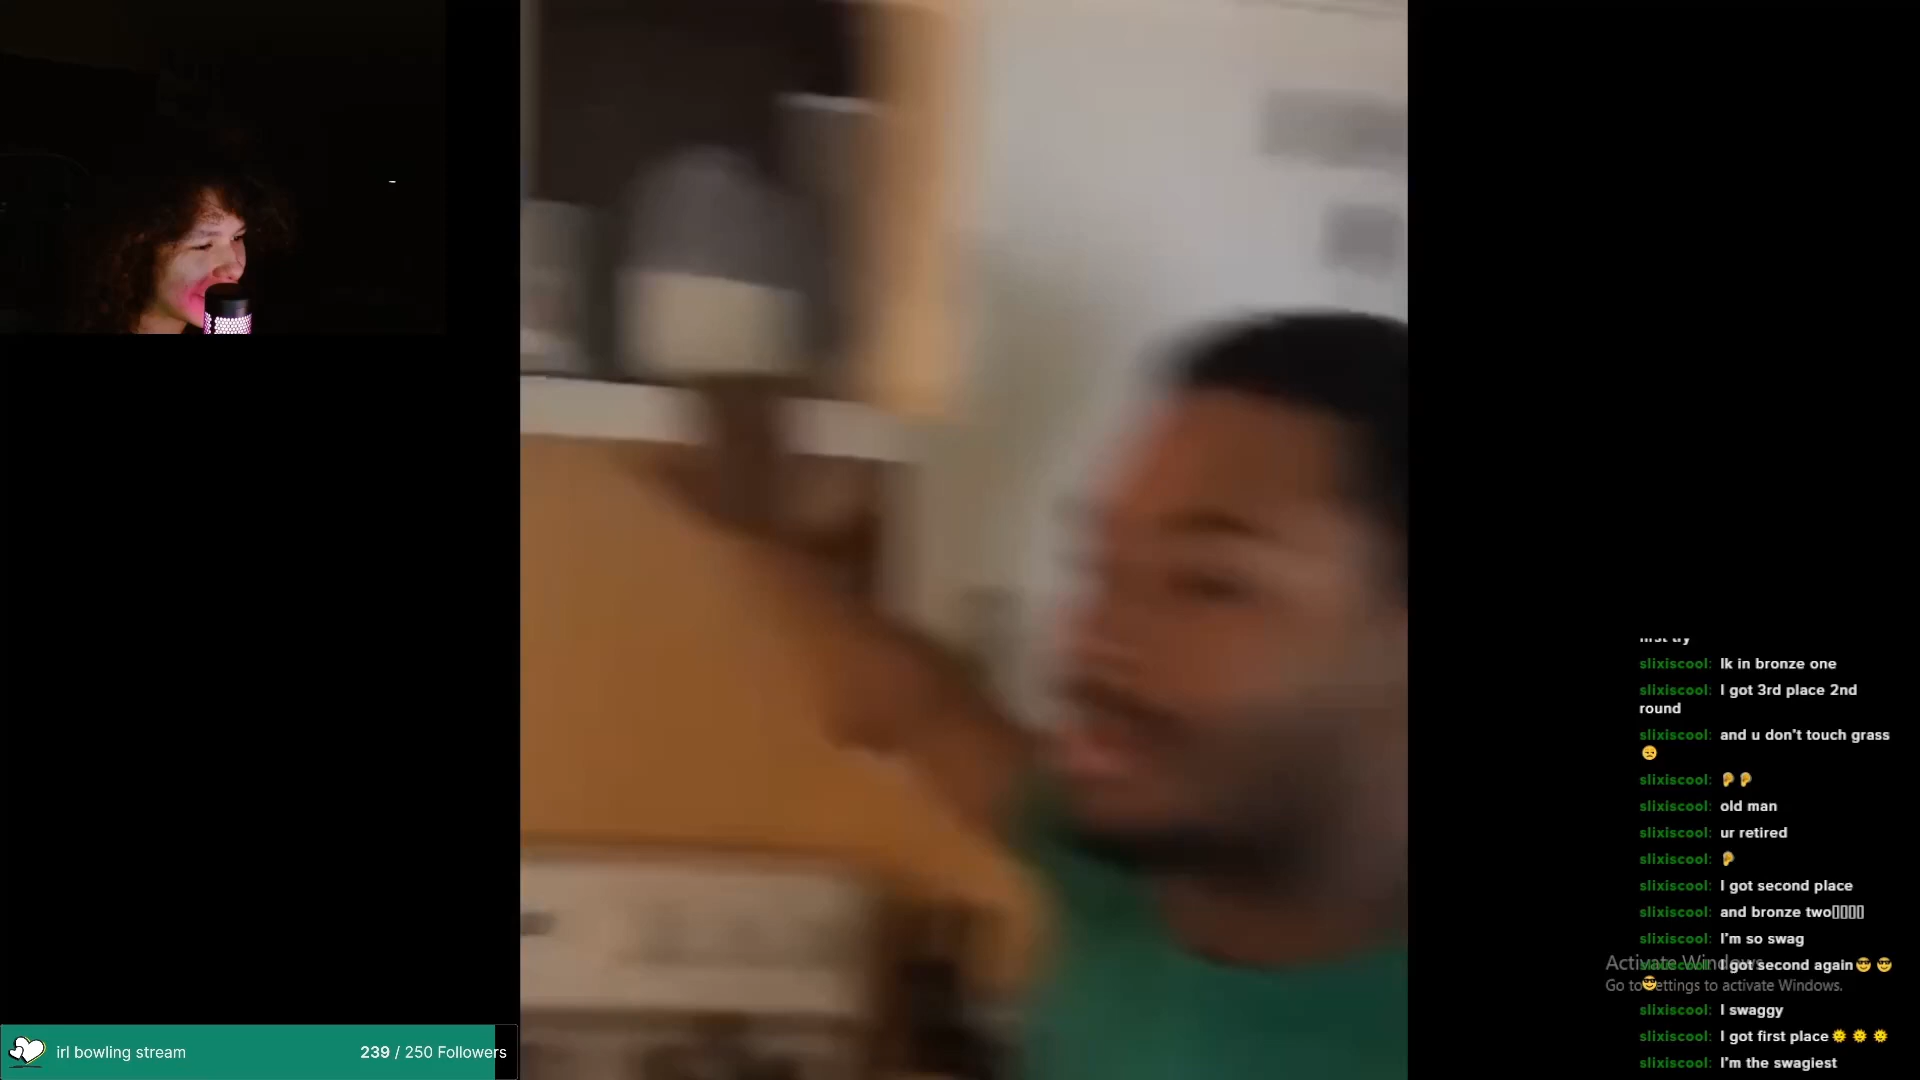 slixiscool: Ik in bronze one
slixiscool: I got 3rd place 2nd
round
slixiscool: and u don't touch grass
😞
slixiscool: 🦻🦻
slixiscool: old man
slixiscool: ur retired
slixiscool: 🦻
slixiscool: I got second place
slixiscool: and bronze two▯▯▯▯
slixiscool: I'm so swag
slixiscool: I got second again😎 😎
😎
Activate Windows
Go to Settings to activate Windows.
slixiscool: I swaggy
slixiscool: I got first place🌞 🌞 🌞
slixiscool: I'm the swagiest
irl bowling stream 239 / 250 Followers